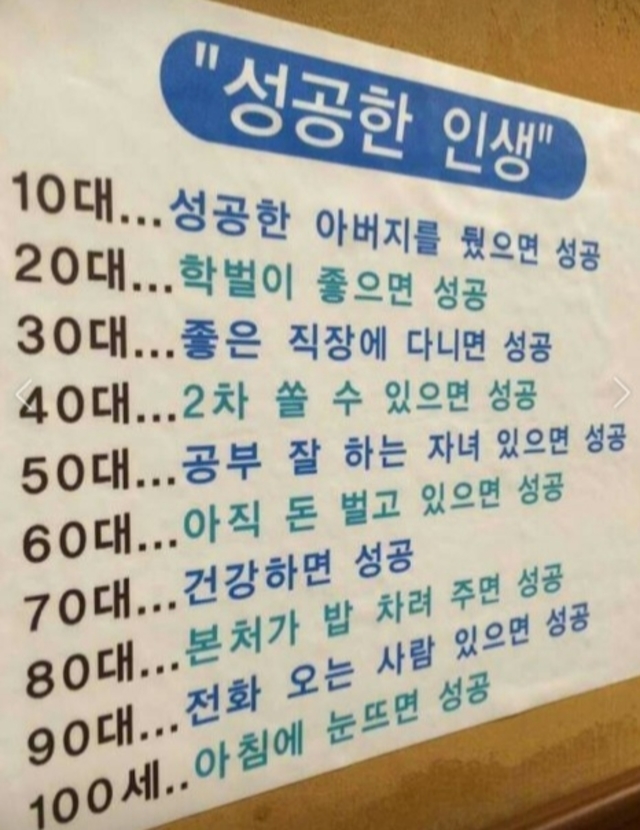 "성공한 인생"
10대...성공한 아버지를 뒀으면 성공
20대...학벌이 좋으면 성공
30대...좋은 직장에 다니면 성공
40대...2차 쏠 수 있으면 성공
50대...공부 잘 하는 자녀 있으면 성공
60대...아직 돈 벌고 있으면 성공
70대...건강하면 성공
80대...본처가 밥 차려 주면 성공
90대...전화 오는 사람 있으면 성공
100세..아침에 눈뜨면 성공